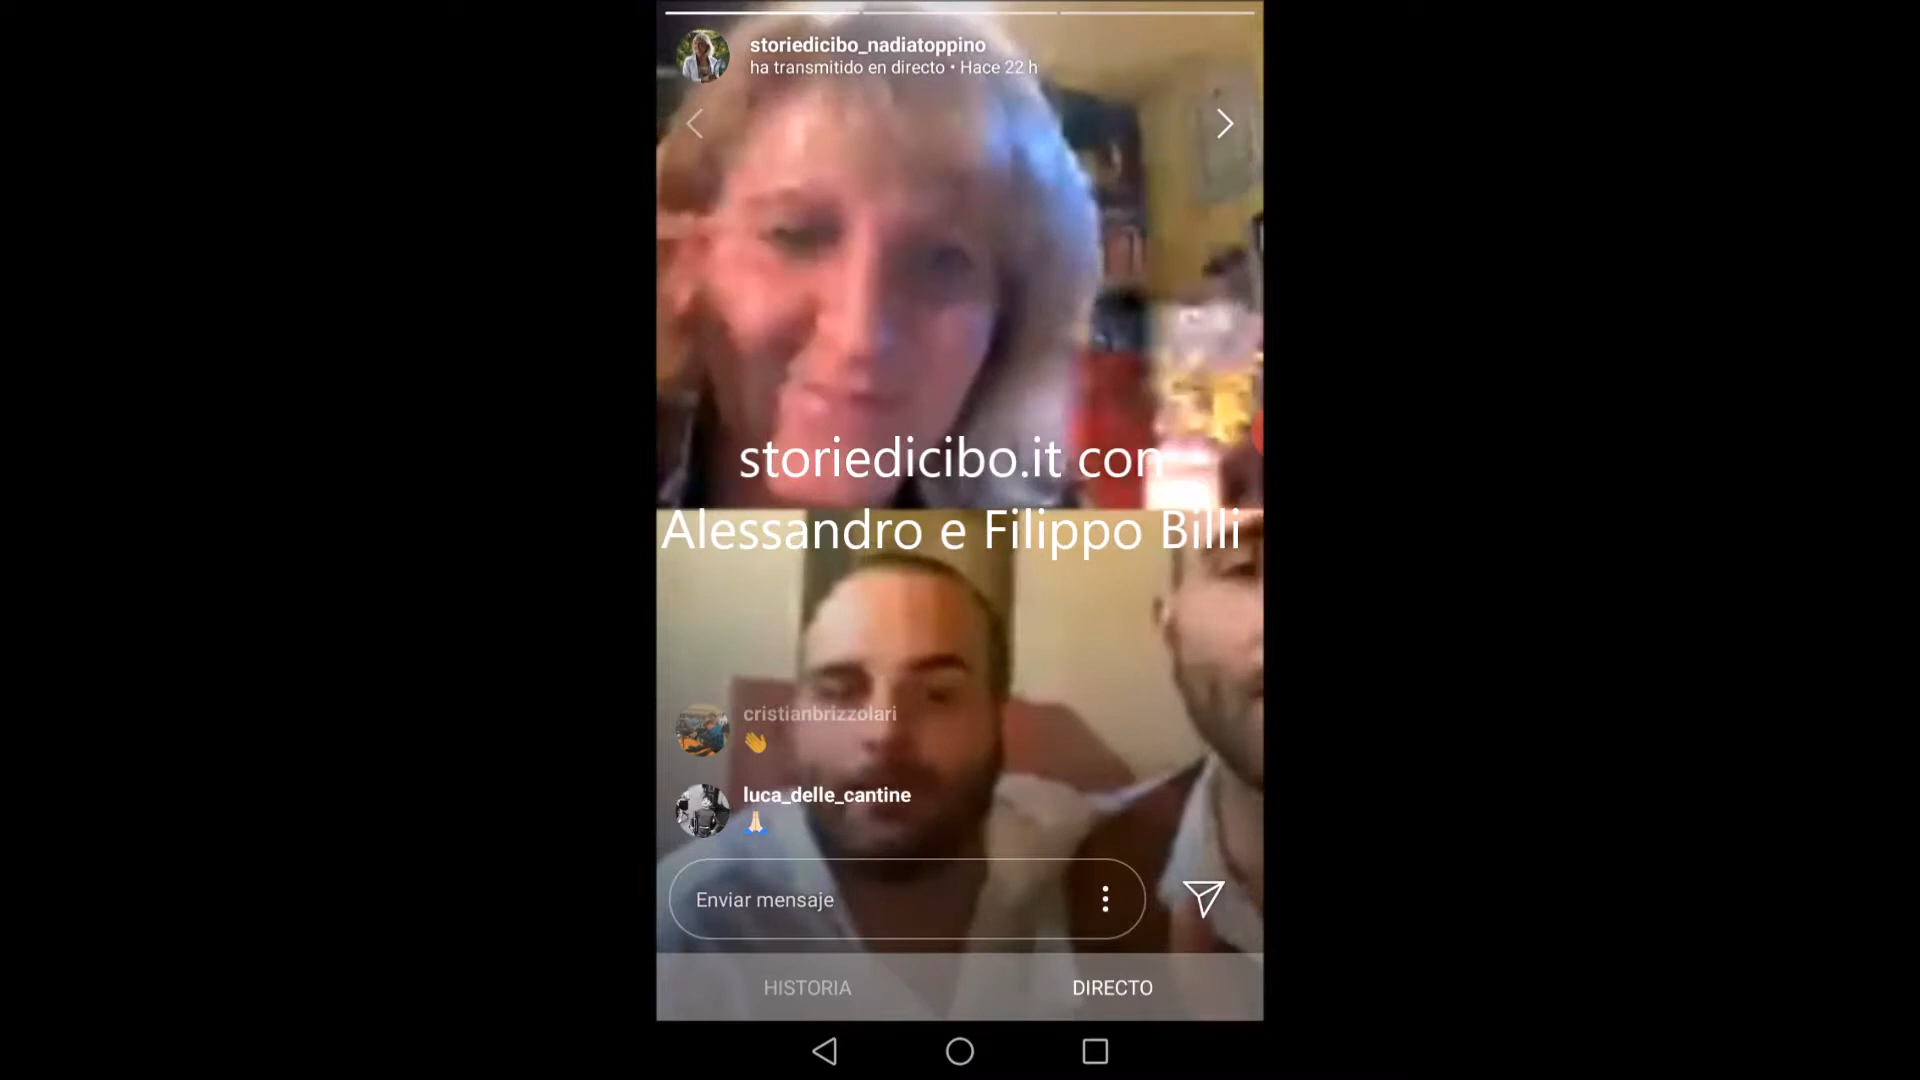 storiedicibo_nadiatoppino
ha transmitido en directo • Hace 22 h
storiedicibo.it con
Alessandro e Filippo Billi
cristianbrizzolari
👋
luca_delle_cantine
🙏🏻
Enviar mensaje
HISTORIA
DIRECTO